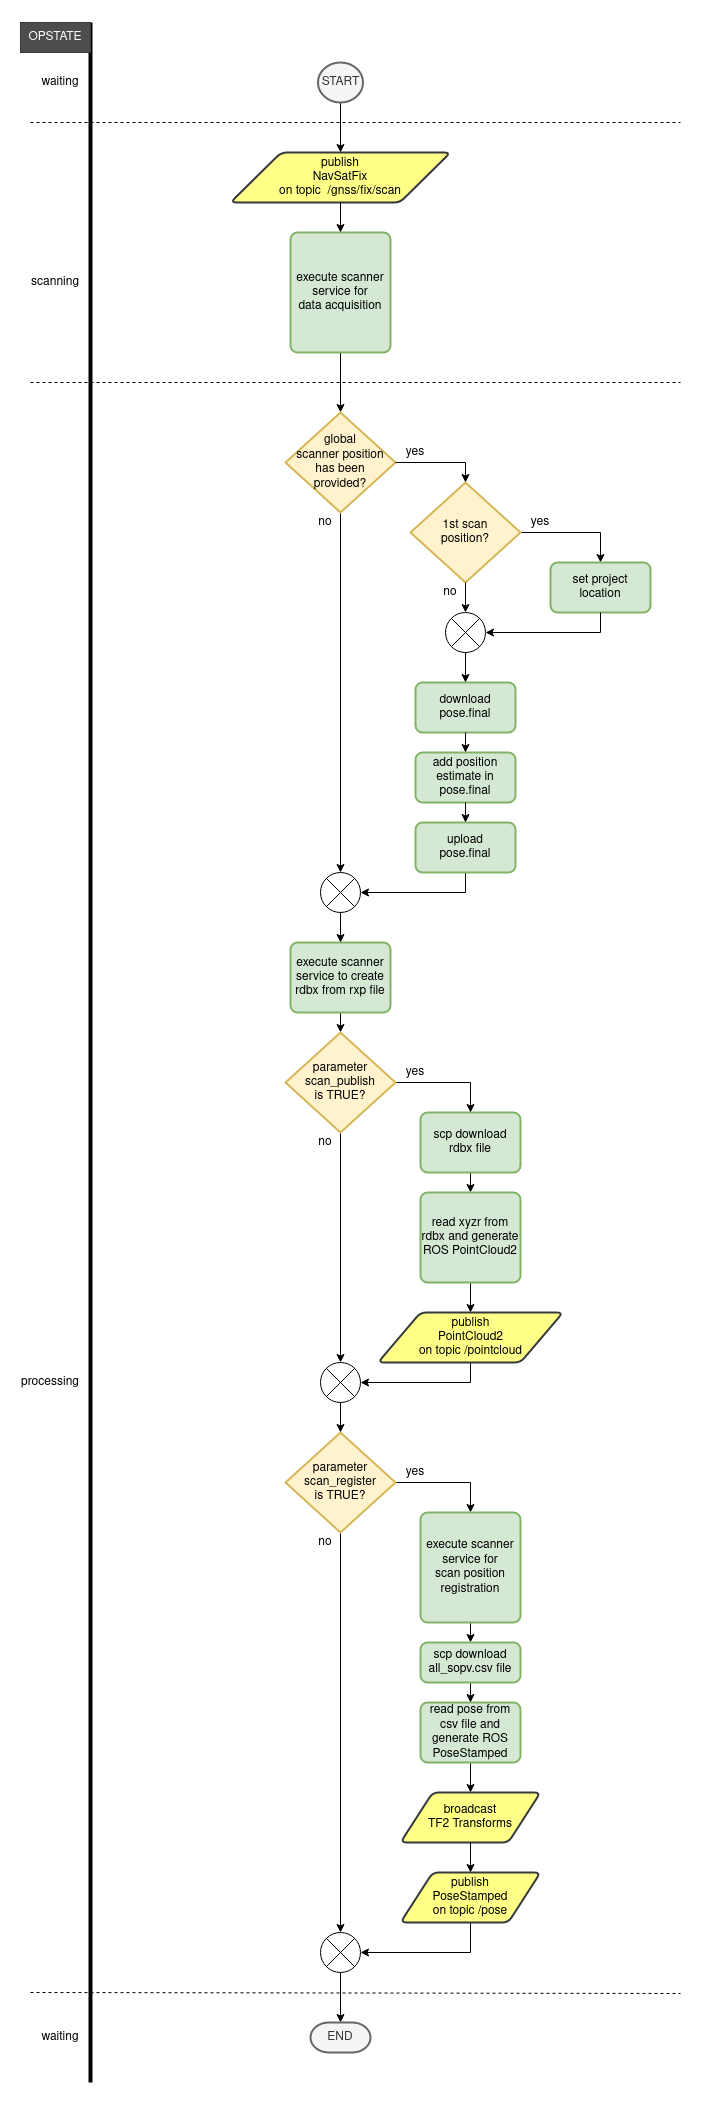 OPSTATE
waiting
START
publish
NavSatFix
on topic /gnss/fix/scan
scanning
execute scanner
service for
data acquisition
global
scanner position
has been
provided?
yes
no
1st scan
position?
yes
no
set project
location
download
pose.final
add position
estimate in
pose.final
upload
pose.final
execute scanner
service to create
rdbx from rxp file
parameter
scan_publish
is TRUE?
yes
no
scp download
rdbx file
read xyzr from
rdbx and generate
ROS PointCloud2
publish
PointCloud2
on topic /pointcloud
processing
parameter
scan_register
is TRUE?
yes
no
execute scanner
service for
scan position
registration
scp download
all_sopv.csv file
read pose from
csv file and
generate ROS
PoseStamped
broadcast
TF2 Transforms
publish
PoseStamped
on topic /pose
waiting
END